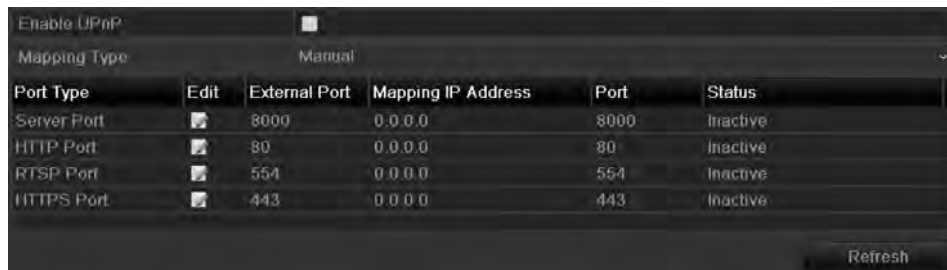 Enable UPnP
Mapping Type Manual
Port Type Edit External Port Mapping IP Address Port Status
Server Port 8000 0.0.0.0 8000 Inactive
HTTP Port 80 0.0.0.0 80 Inactive
RTSP Port 554 0.0.0.0 554 Inactive
HTTPS Port 443 0.0.0.0 443 Inactive
Refresh